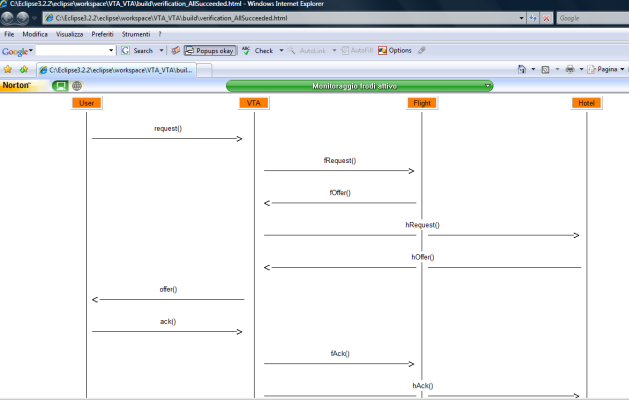 C:\Eclipse3.2.2\eclipse\workspace\VTA_VTA\build\verification_AllSucceeded.html - Windows Internet Explorer
C:\Eclipse3.2.2\eclipse\workspace\VTA_VTA\build\verification_AllSucceeded.html Google
File Modifica Visualizza Preferiti Strumenti ?
Google Search Popups okay Check AutoLink AutoFill Options
C:\Eclipse3.2.2\eclipse\workspace\VTA_VTA\buil... Pagina
Norton Monitoraggio frodi attivo
User VTA Flight Hotel
request()
fRequest()
fOffer()
hRequest()
hOffer()
offer()
ack()
fAck()
hAck()